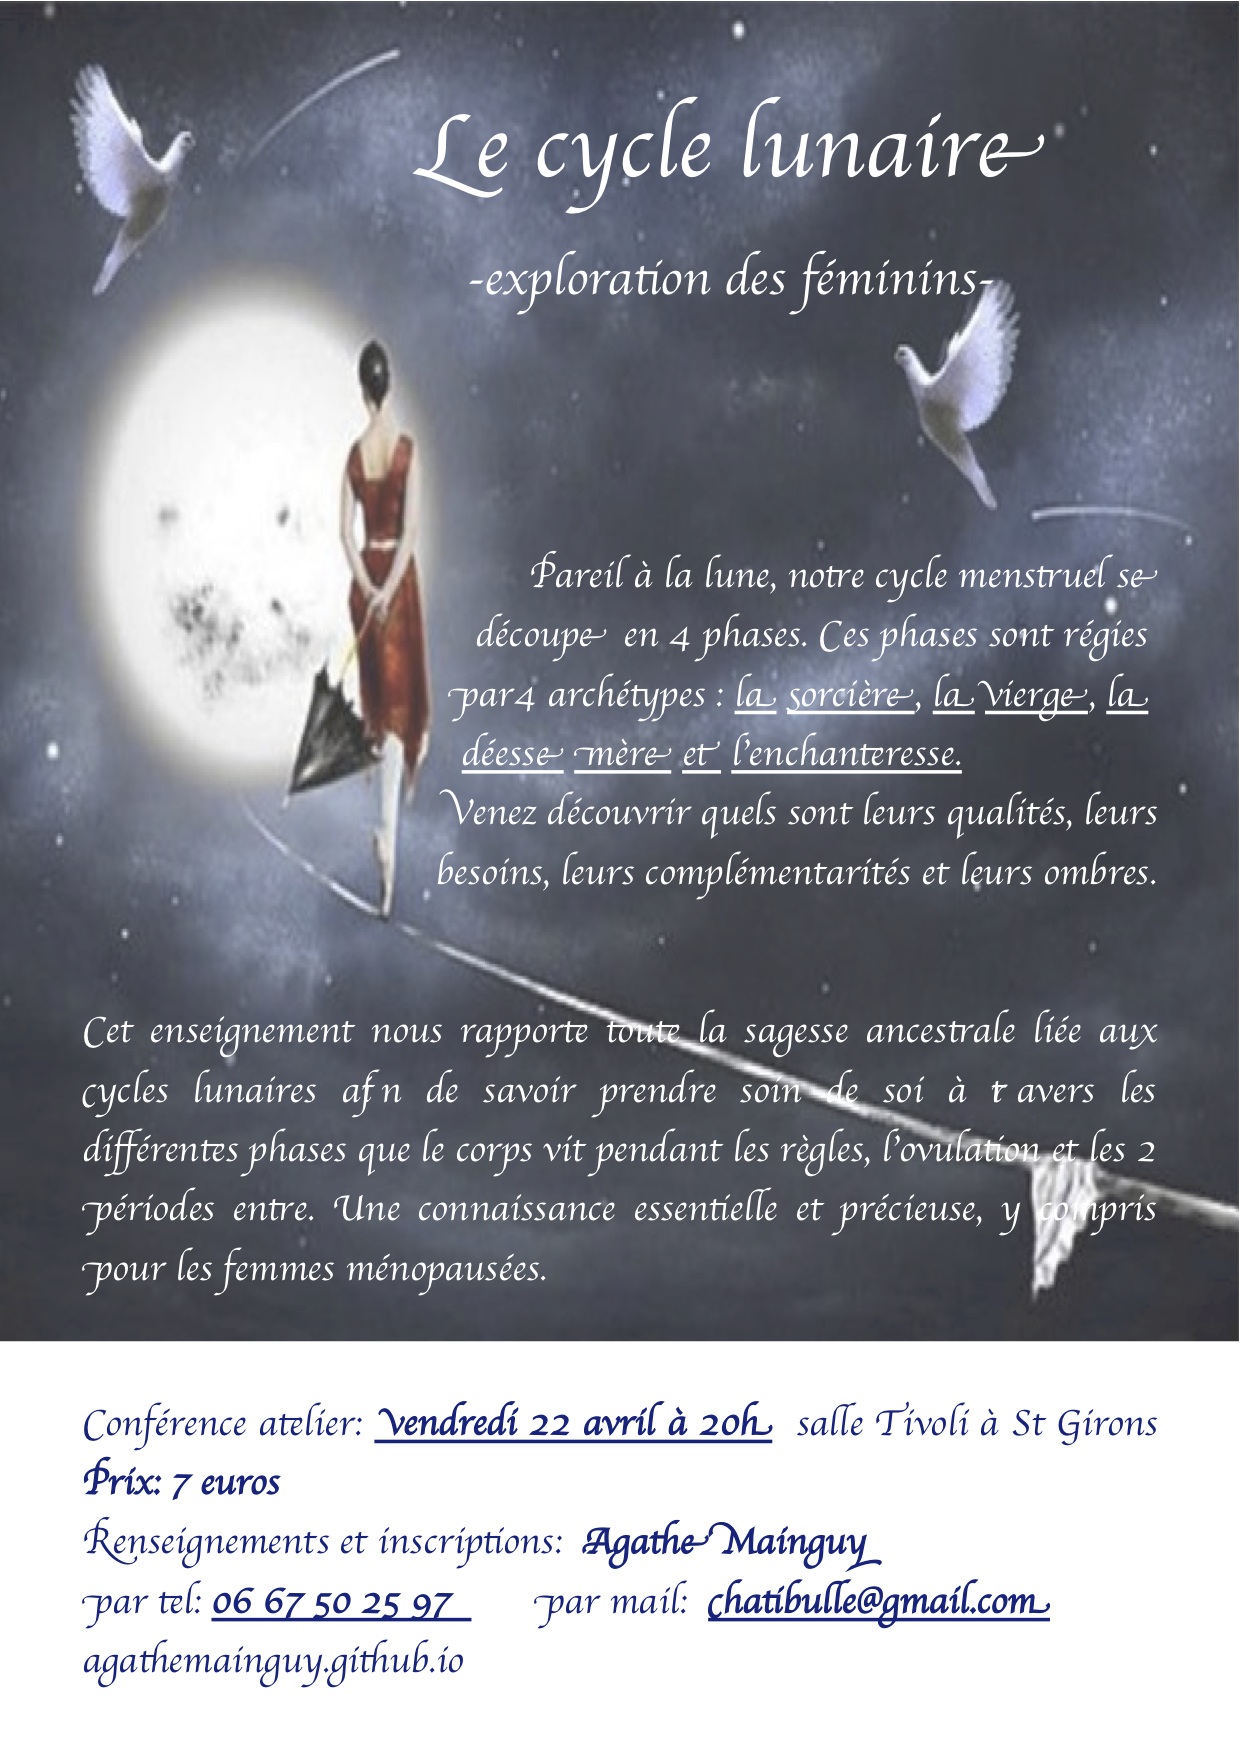 Le cycle lunaire
-exploration des féminins-
Pareil à la lune, notre cycle menstruel se
découpe en 4 phases. Ces phases sont régies
par4 archétypes : la sorcière, la Vierge, la
déesse mère et l'enchanteresse.
Venez découvrir quels sont leurs qualités, leurs
besoins, leurs complémentarités et leurs ombres.
Cet enseignement nous rapporte toute la sagesse ancestrale liée aux
cycles lunaires af n de savoir prendre soin de soi à t avers les
différentes phases que le corps vit pendant les règles, l'ovulation et les 2
périodes entre. Une connaissance essentielle et précieuse, y compris
pour les femmes ménopausées.
Conférence atelier: Vendredi 22 avril à 20h salle Tivoli à St Girons
Prix: 7 euros
Renseignements et inscriptions: Agathe Mainguy
par tel: 06 67 50 25 97 par mail: chatibulle@gmail.com
agathemainguy.github.io